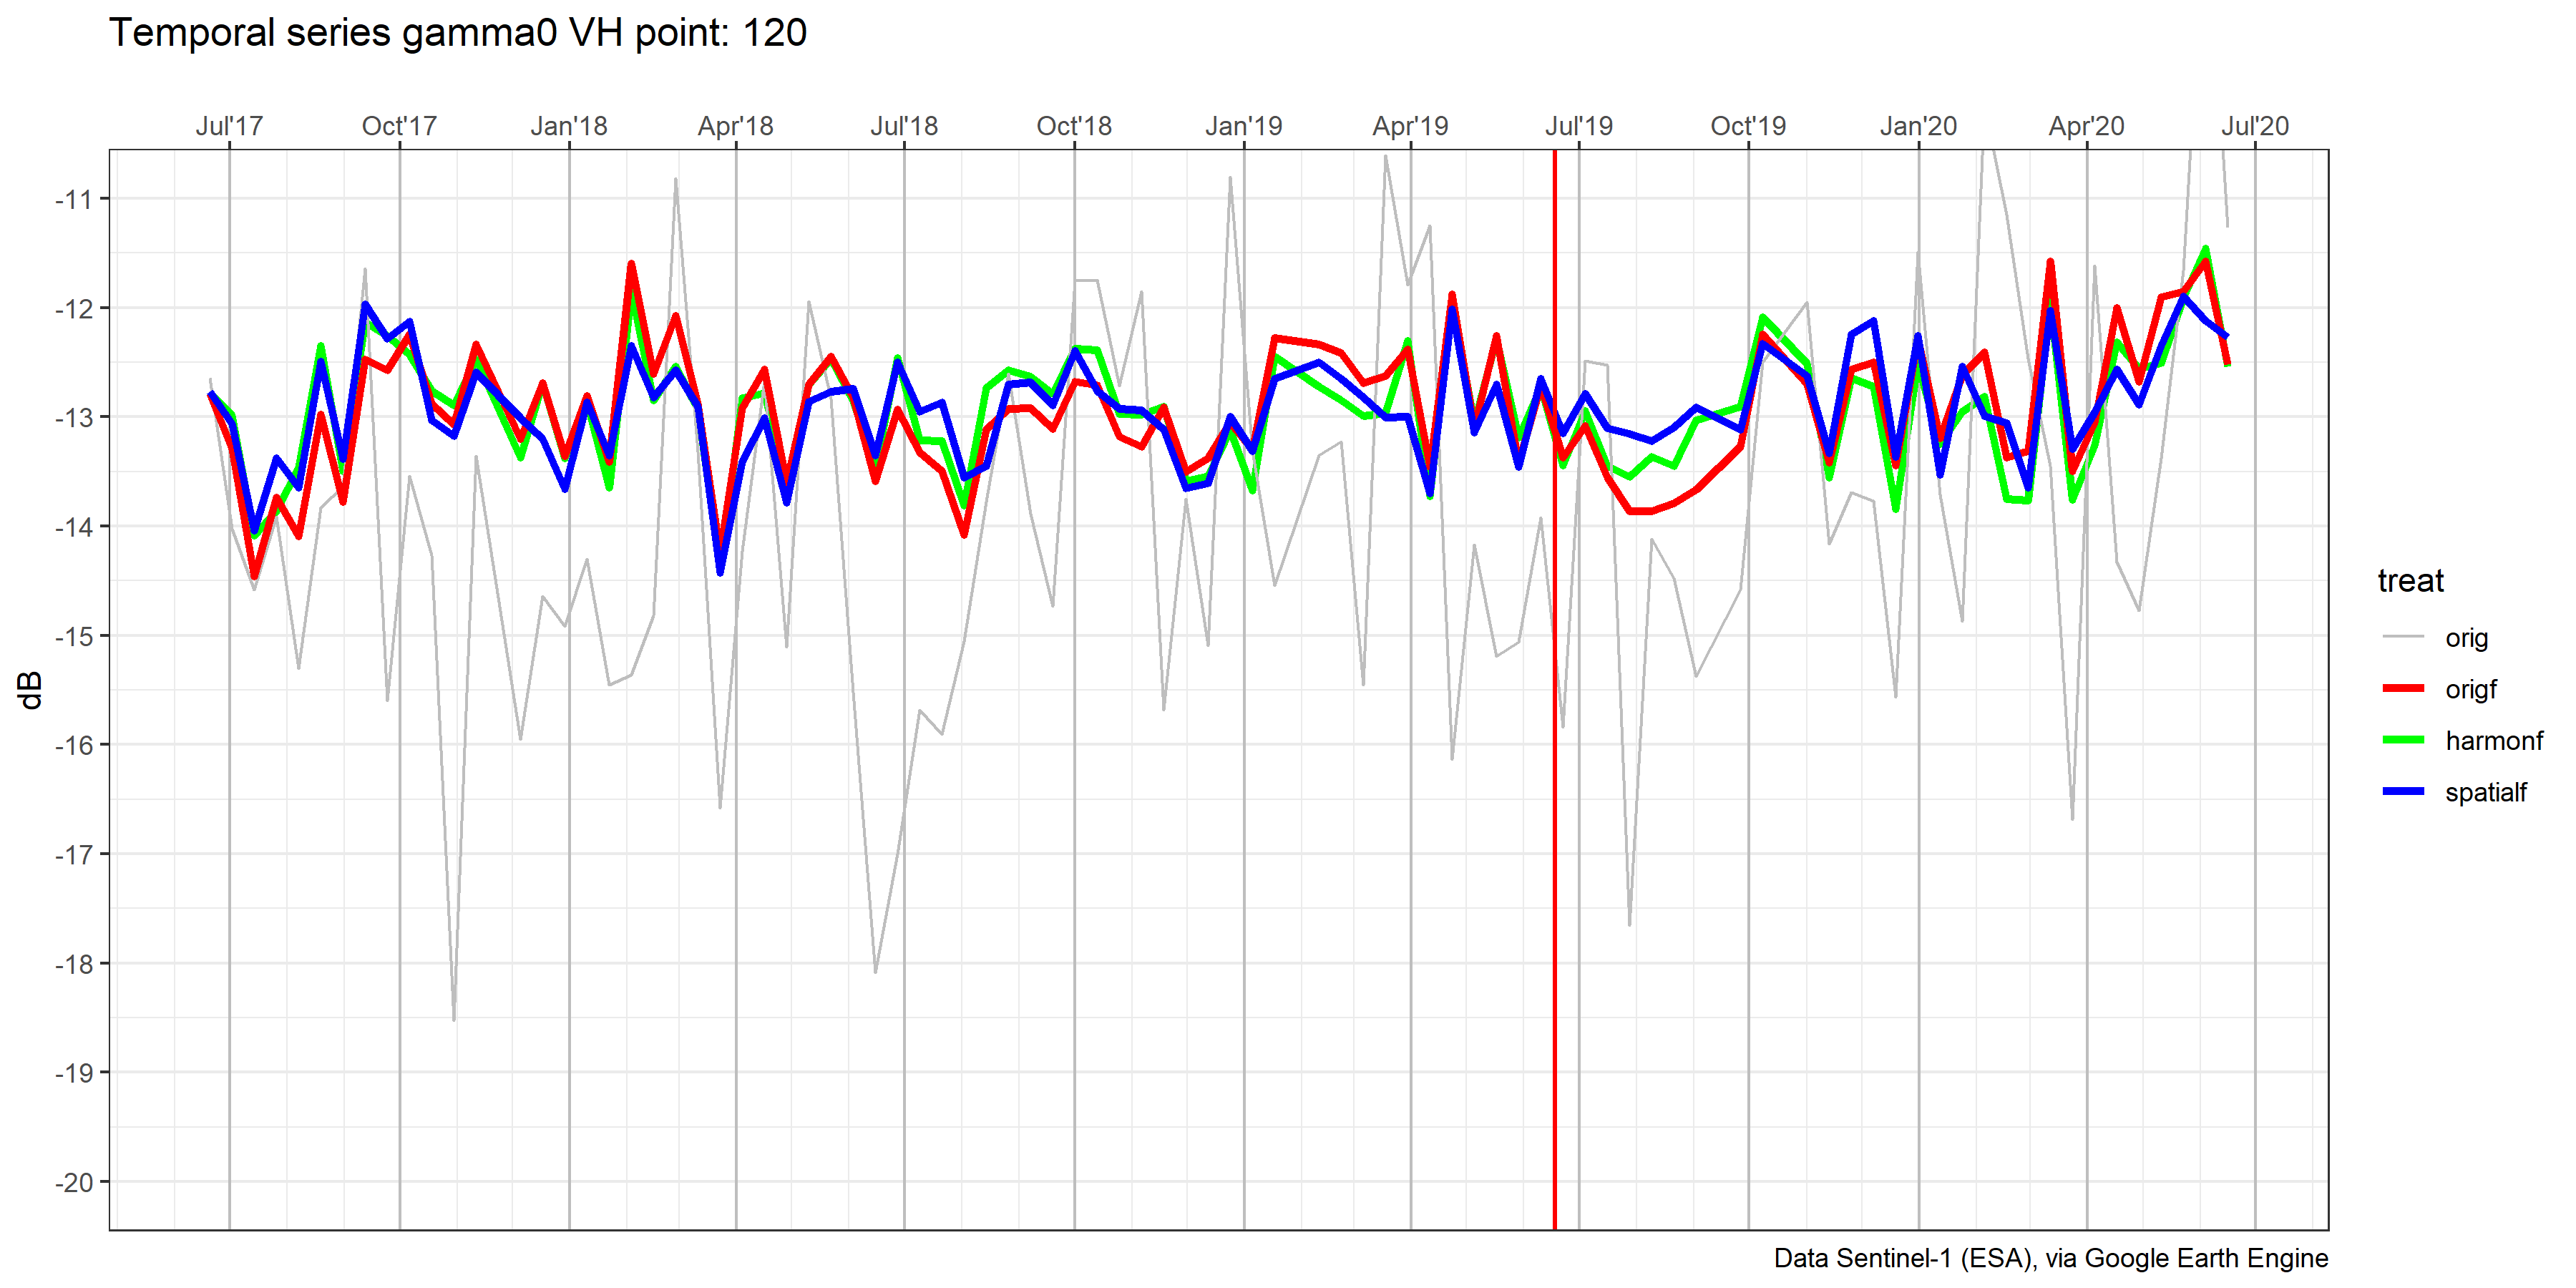 Temporal series gamma0 VH point: 120
Jul'17 Oct'17 Jan'18 Apr'18 Jul'18 Oct'18 Jan'19 Apr'19 Jul'19 Oct'19 Jan'20 Apr'20 Jul'20
-11
-12
-13
-14
-15
-16
-17
-18
-19
-20
dB
treat
orig
origf
harmonf
spatialf
Data Sentinel-1 (ESA), via Google Earth Engine